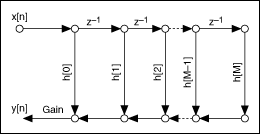 x[n]
z⁻¹ z⁻¹ z⁻¹
h[0] h[1] h[2] h[M–1] h[M]
y[n] Gain